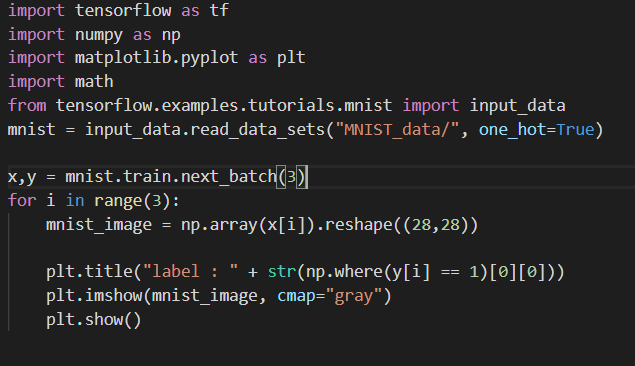 import tensorflow as tf
import numpy as np
import matplotlib.pyplot as plt
import math
from tensorflow.examples.tutorials.mnist import input_data
mnist = input_data.read_data_sets("MNIST_data/", one_hot=True)

x,y = mnist.train.next_batch(3)
for i in range(3):
    mnist_image = np.array(x[i]).reshape((28,28))

    plt.title("label : " + str(np.where(y[i] == 1)[0][0]))
    plt.imshow(mnist_image, cmap="gray")
    plt.show()